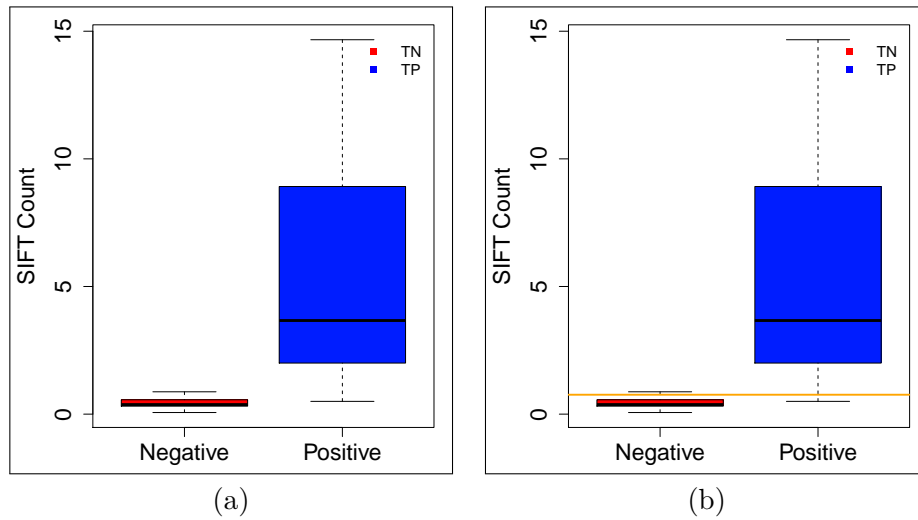 15
10
5
0
SIFT Count
TN
TP
Negative Positive
(a)
15
10
5
0
SIFT Count
TN
TP
Negative Positive
(b)